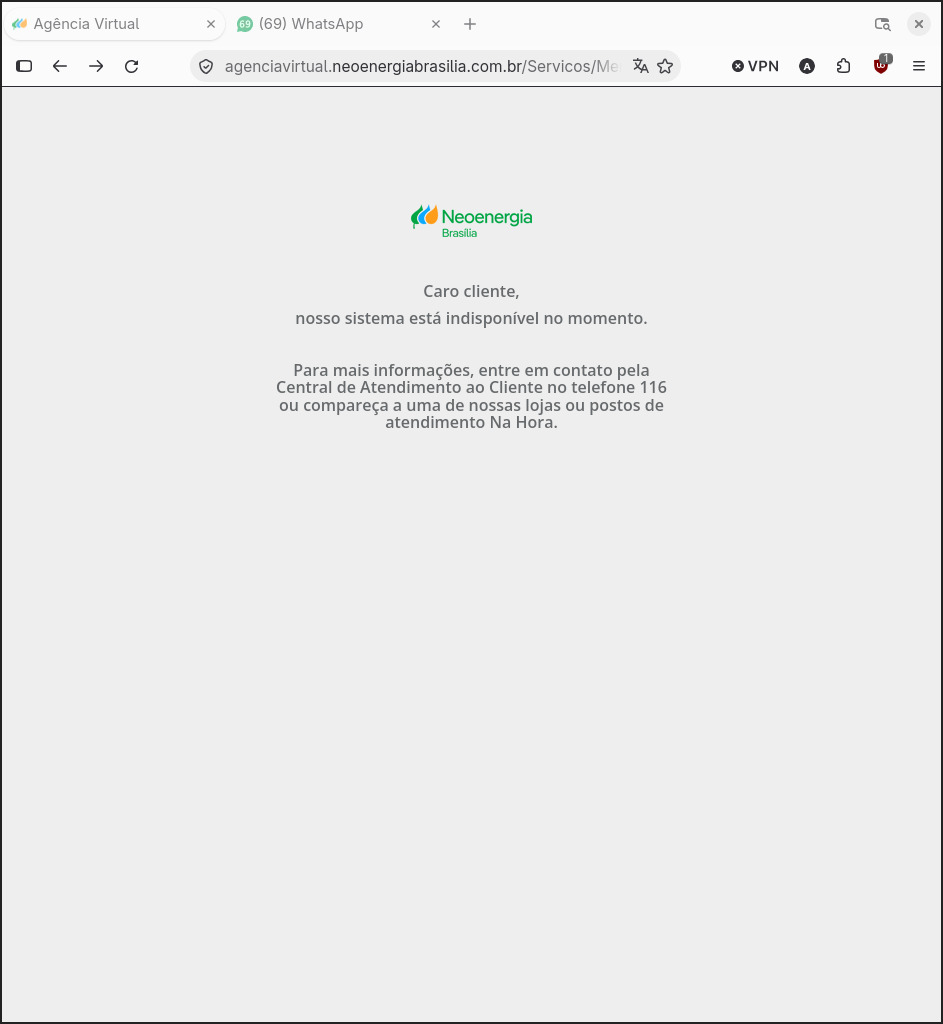 Agência Virtual
69 (69) WhatsApp
agenciavirtual.neoenergiabrasilia.com.br/Servicos/Me
VPN
A
1
Neoenergia
Brasília
Caro cliente,
nosso sistema está indisponível no momento.
Para mais informações, entre em contato pela
Central de Atendimento ao Cliente no telefone 116
ou compareça a uma de nossas lojas ou postos de
atendimento Na Hora.